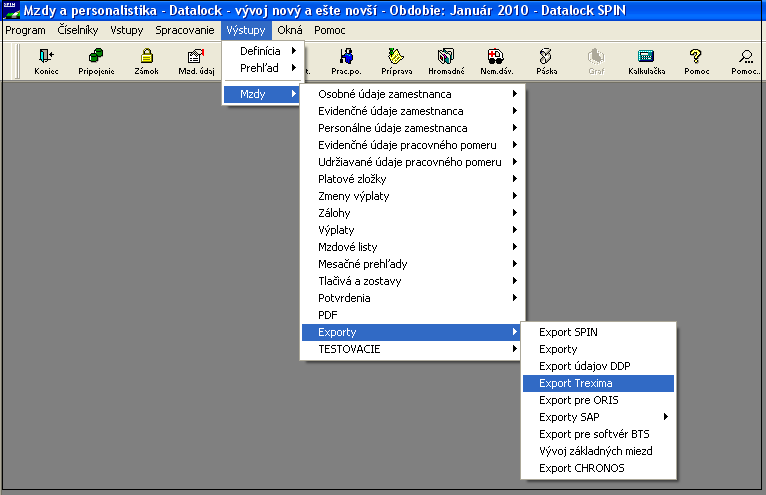 Mzdy a personalistika - Datalock - vývoj nový a ešte novší - Obdobie: Január 2010 - Datalock SPIN
Program Číselníky Vstupy Spracovanie Výstupy Okná Pomoc
Koniec Pripojenie Zámok Mzd. údaj t. Prac.po. Príprava Hromadné Nem.dáv. Páska Graf Kalkulačka Pomoc Pomoc..
Definícia
Prehľad
Mzdy
Osobné údaje zamestnanca
Evidenčné údaje zamestnanca
Personálne údaje zamestnanca
Evidenčné údaje pracovného pomeru
Udržiavané údaje pracovného pomeru
Platové zložky
Zmeny výplaty
Zálohy
Výplaty
Mzdové listy
Mesačné prehľady
Tlačivá a zostavy
Potvrdenia
PDF
Exporty
TESTOVACIE
Export SPIN
Exporty
Export údajov DDP
Export Trexima
Export pre ORIS
Exporty SAP
Export pre softvér BTS
Vývoj základných miezd
Export CHRONOS